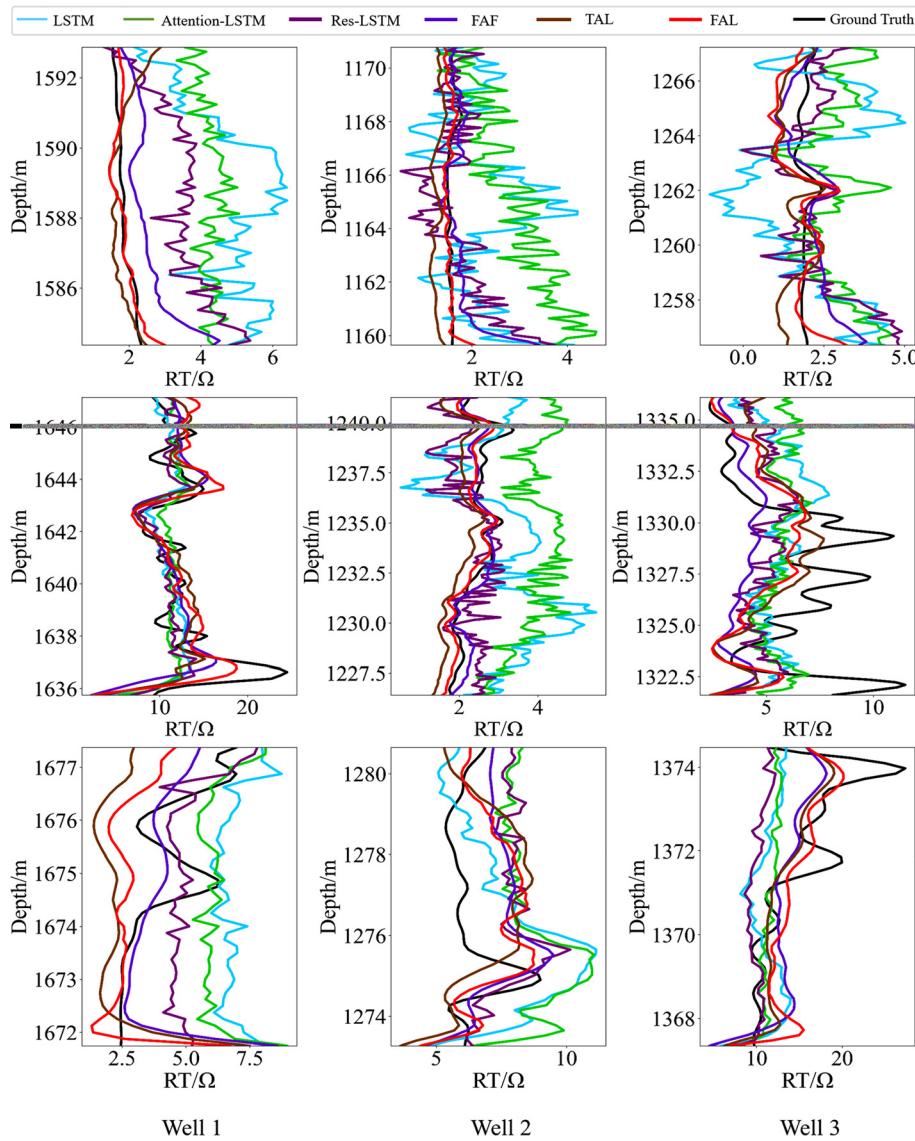 LSTM Attention-LSTM Res-LSTM FAF TAL FAL Ground Truth
1592
1590
1588
1586
Depth/m
2 4 6
RT/Ω
1170
1168
1166
1164
1162
1160
Depth/m
2 4
RT/Ω
1266
1264
1262
1260
1258
Depth/m
0.0 2.5 5.0
RT/Ω
1646
1644
1642
1640
1638
1636
Depth/m
10 20
RT/Ω
1240.0
1237.5
1235.0
1232.5
1230.0
1227.5
Depth/m
2 4
RT/Ω
1335.0
1332.5
1330.0
1327.5
1325.0
1322.5
Depth/m
5 10
RT/Ω
1677
1676
1675
1674
1673
1672
Depth/m
2.5 5.0 7.5
RT/Ω
1280
1278
1276
1274
Depth/m
5 10
RT/Ω
1374
1372
1370
1368
Depth/m
10 20
RT/Ω
Well 1 Well 2 Well 3